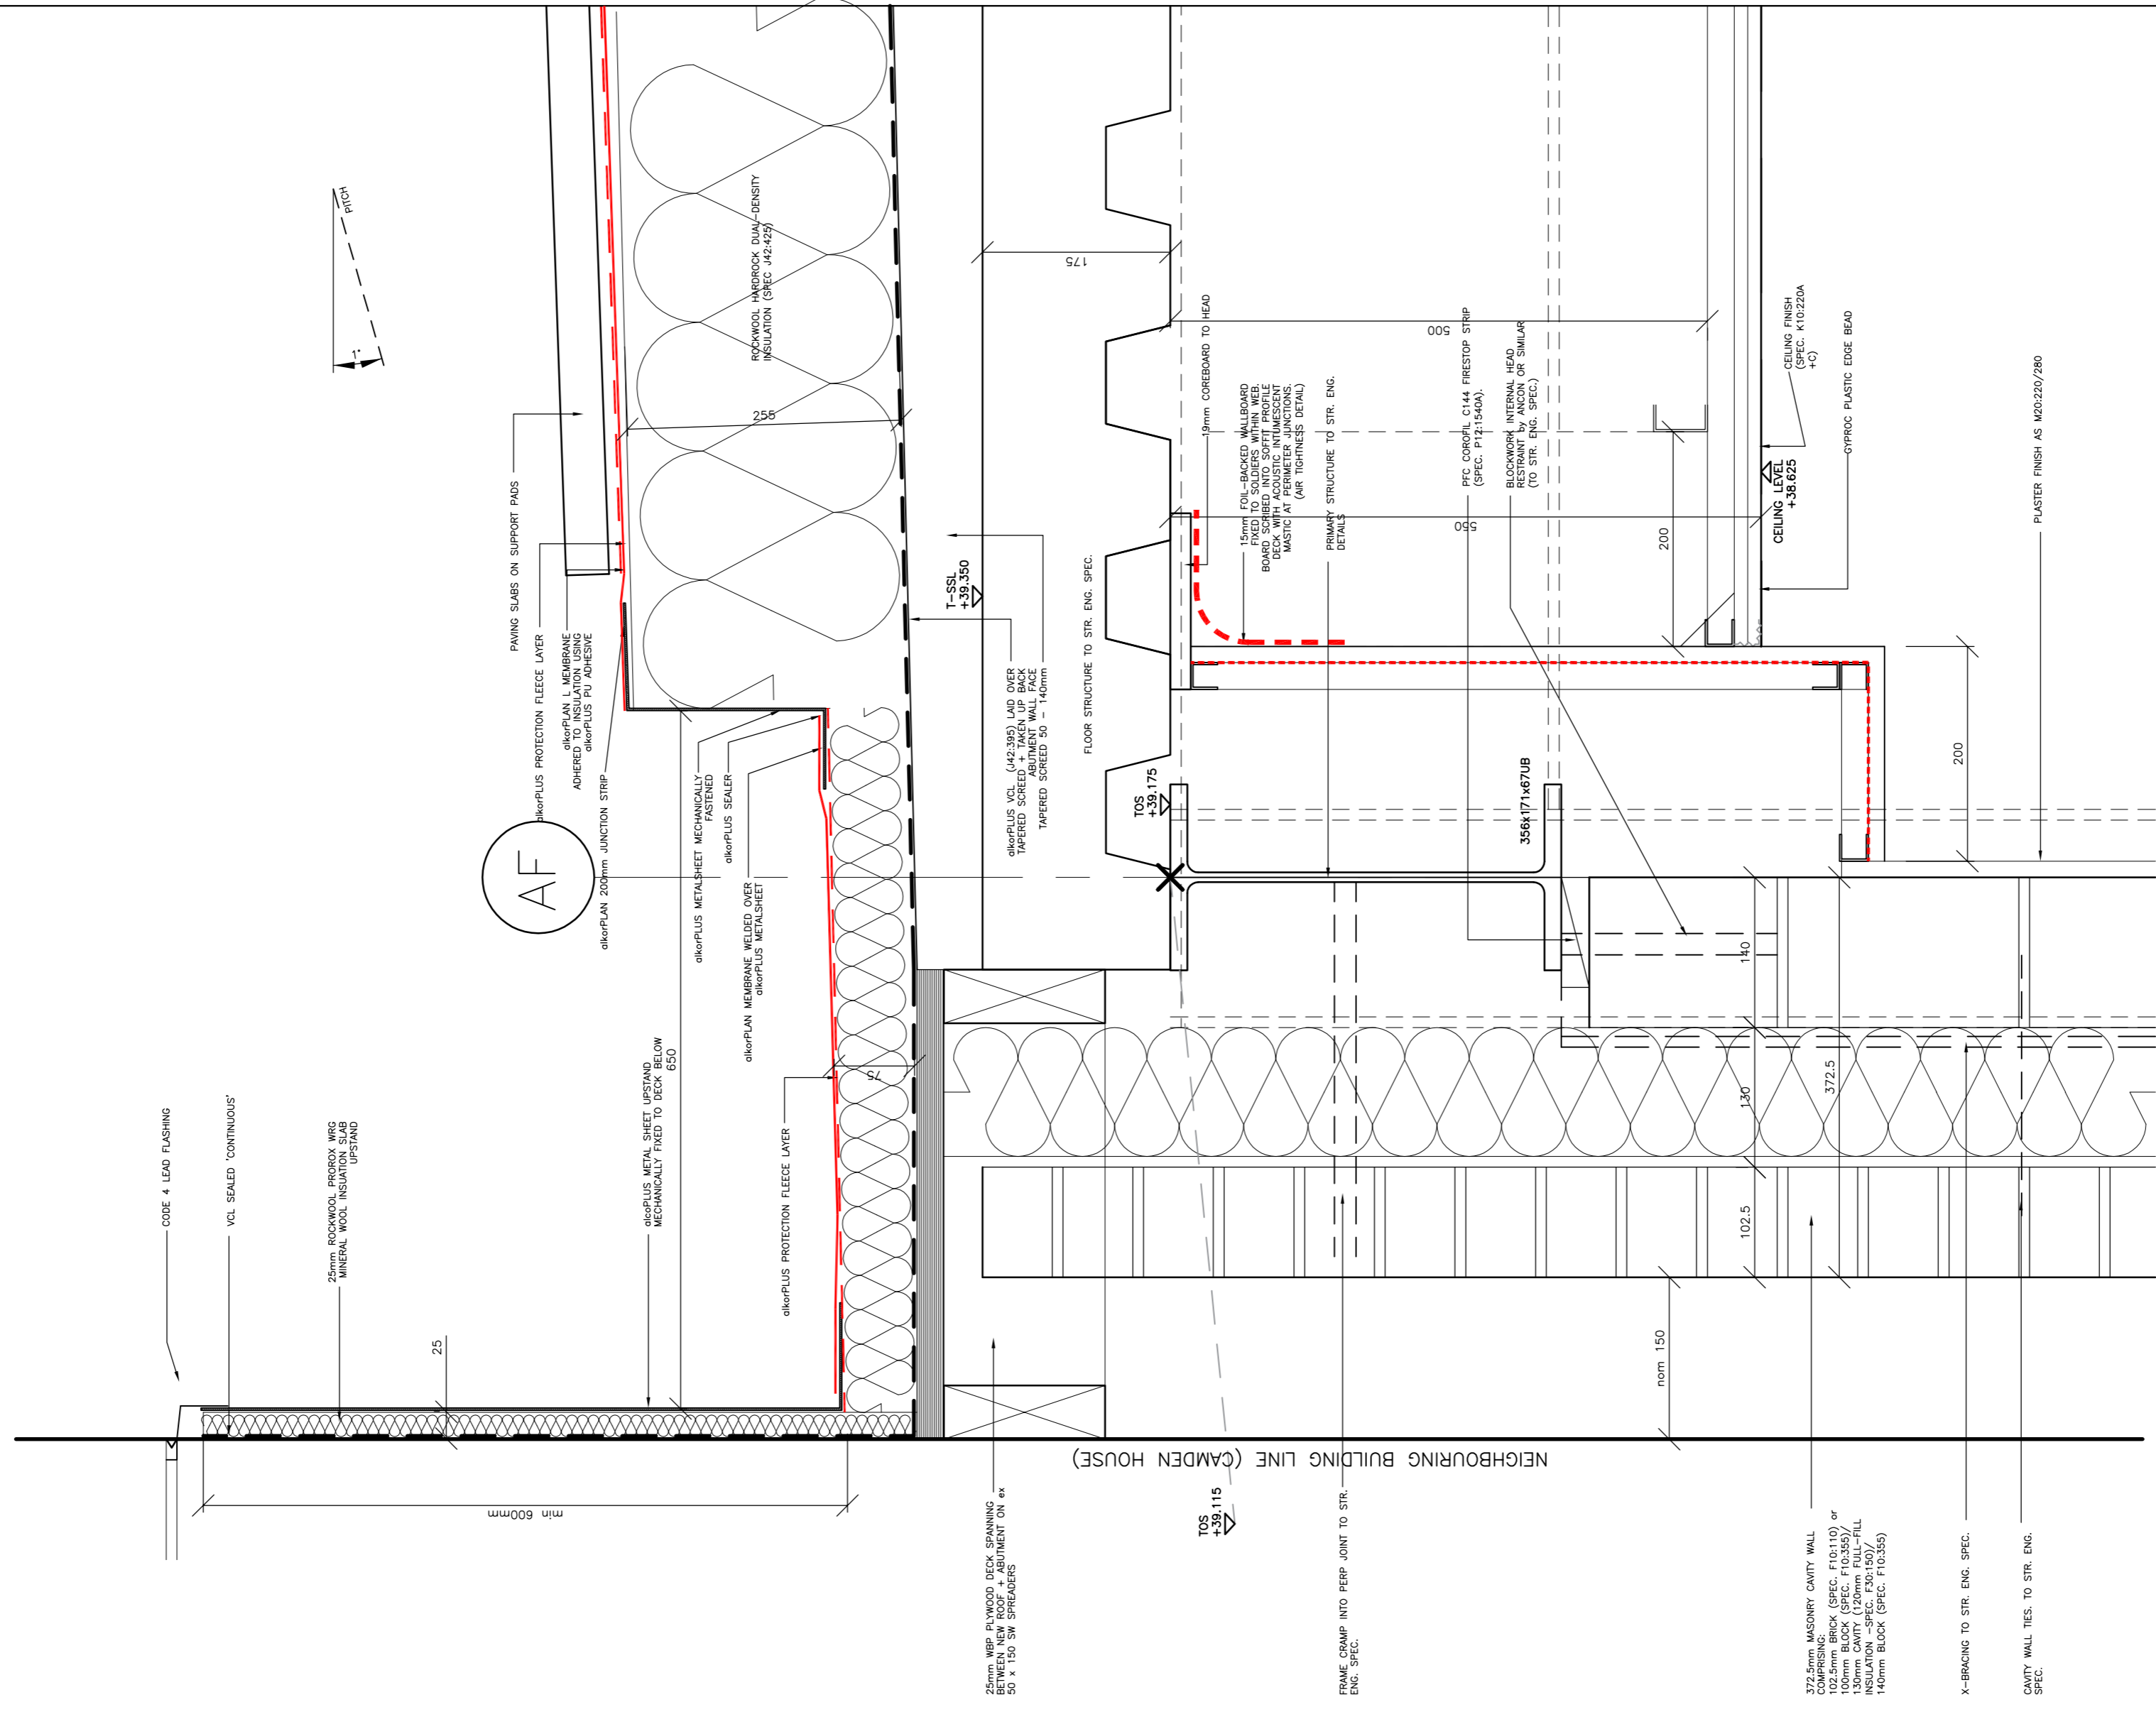 CODE 4 LEAD FLASHING
VCL SEALED 'CONTINUOUS'
25mm ROCKWOOL PROROX WRG
MINERAL WOOL INSUATION SLAB
UPSTAND
25
alcoPLUS METAL SHEET UPSTAND
MECHANICALLY FIXED TO DECK BELOW
650
min 600mm
PITCH
1°
AF
PAVING SLABS ON SUPPORT PADS
alkorPLUS PROTECTION FLEECE LAYER
alkorPLAN L MEMBRANE
ADHERED TO INSULATION USING
alkorPLUS PU ADHESIVE
alkorPLAN 200mm JUNCTION STRIP
alkorPLUS METALSHEET MECHANICALLY
FASTENED
alkorPLUS SEALER
alkorPLAN MEMBRANE WELDED OVER
alkorPLUS METALSHEET
alkorPLUS PROTECTION FLEECE LAYER
75
ROCKWOOL HARDROCK DUAL-DENSITY
INSULATION (SPEC J42:425)
255
T-SSL
+39.350
alkorPLUS VCL (J42:395) LAID OVER
TAPERED SCREED + TAKEN UP BACK
ABUTMENT WALL FACE
TAPERED SCREED 50 - 140mm
175
FLOOR STRUCTURE TO STR. ENG. SPEC.
TOS
+39.175
19mm COREBOARD TO HEAD
15mm FOIL-BACKED WALLBOARD
FIXED TO SOLDIERS WITHIN WEB.
BOARD SCRIBED INTO SOFFIT PROFILE
DECK WITH ACOUSTIC INTUMESCENT
MASTIC AT PERIMETER JUNCTIONS.
(AIR TIGHTNESS DETAIL)
PRIMARY STRUCTURE TO STR. ENG.
DETAILS
500
550
PFC COROFIL C144 FIRESTOP STRIP
(SPEC. P12:1540A).
BLOCKWORK INTERNAL HEAD
RESTRAINT by ANCON OR SIMILAR
(TO STR. ENG. SPEC.)
356x171x67UB
200
CEILING LEVEL
+38.625
CEILING FINISH
(SPEC. K10:220A
+C)
GYPROC PLASTIC EDGE BEAD
PLASTER FINISH AS M20:220/280
200
140
130
102.5
372.5
nom 150
NEIGHBOURING BUILDING LINE (CAMDEN HOUSE)
TOS
+39.115
25mm WBP PLYWOOD DECK SPANNING
BETWEEN NEW ROOF + ABUTMENT ON ex
50 x 150 SW SPREADERS
FRAME CRAMP INTO PERP JOINT TO STR.
ENG. SPEC.
372.5mm MASONRY CAVITY WALL
COMPRISING:
102.5mm BRICK (SPEC. F10:110) or
100mm BLOCK (SPEC. F10:355)/
130mm CAVITY (120mm FULL-FILL
INSULATION -SPEC. F30:150)/
140mm BLOCK (SPEC. F10:355)
X-BRACING TO STR. ENG. SPEC.
CAVITY WALL TIES. TO STR. ENG.
SPEC.